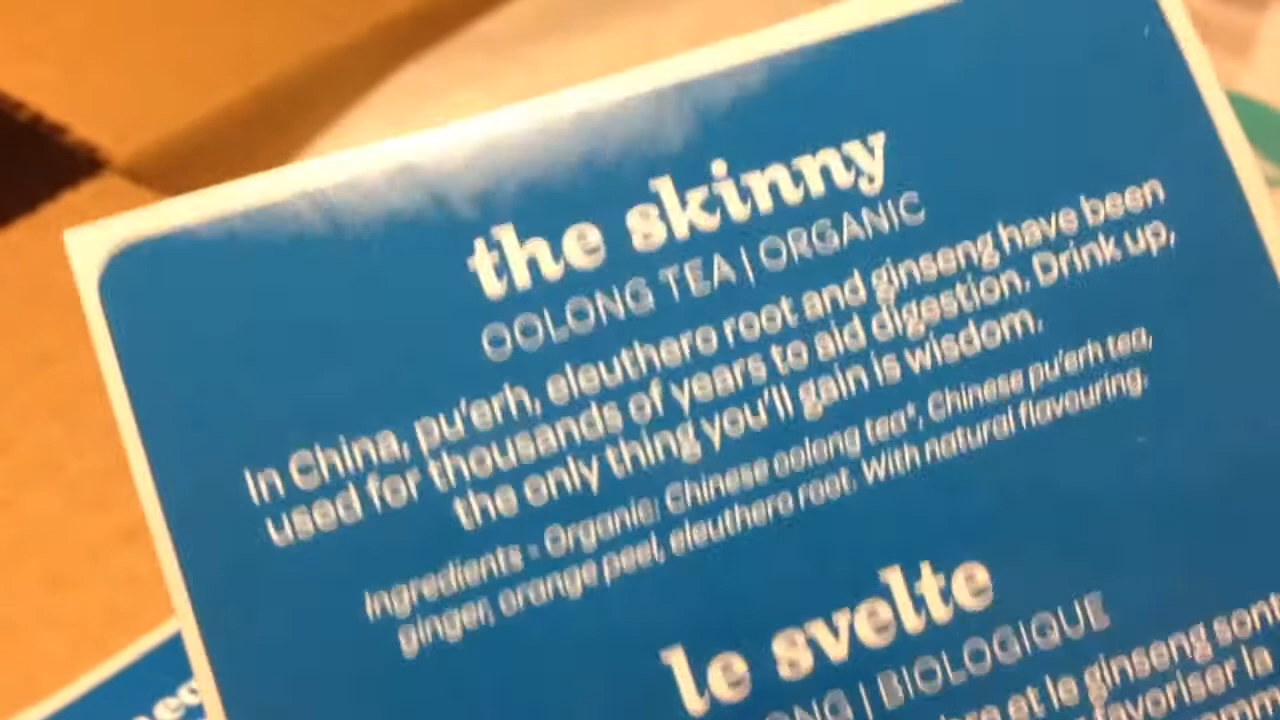 the skinny
OOLONG TEA | ORGANIC
In China, pu'erh, eleuthero root and ginseng have been
used for thousands of years to aid digestion. Drink up,
the only thing you'll gain is wisdom.
Ingredients - Organic: Chinese oolong tea*, Chinese pu'erh tea,
ginger, orange peel, eleuthero root. With natural flavouring.
le svelte
| BIOLOGIQUE
et le ginseng sont
favoriser la